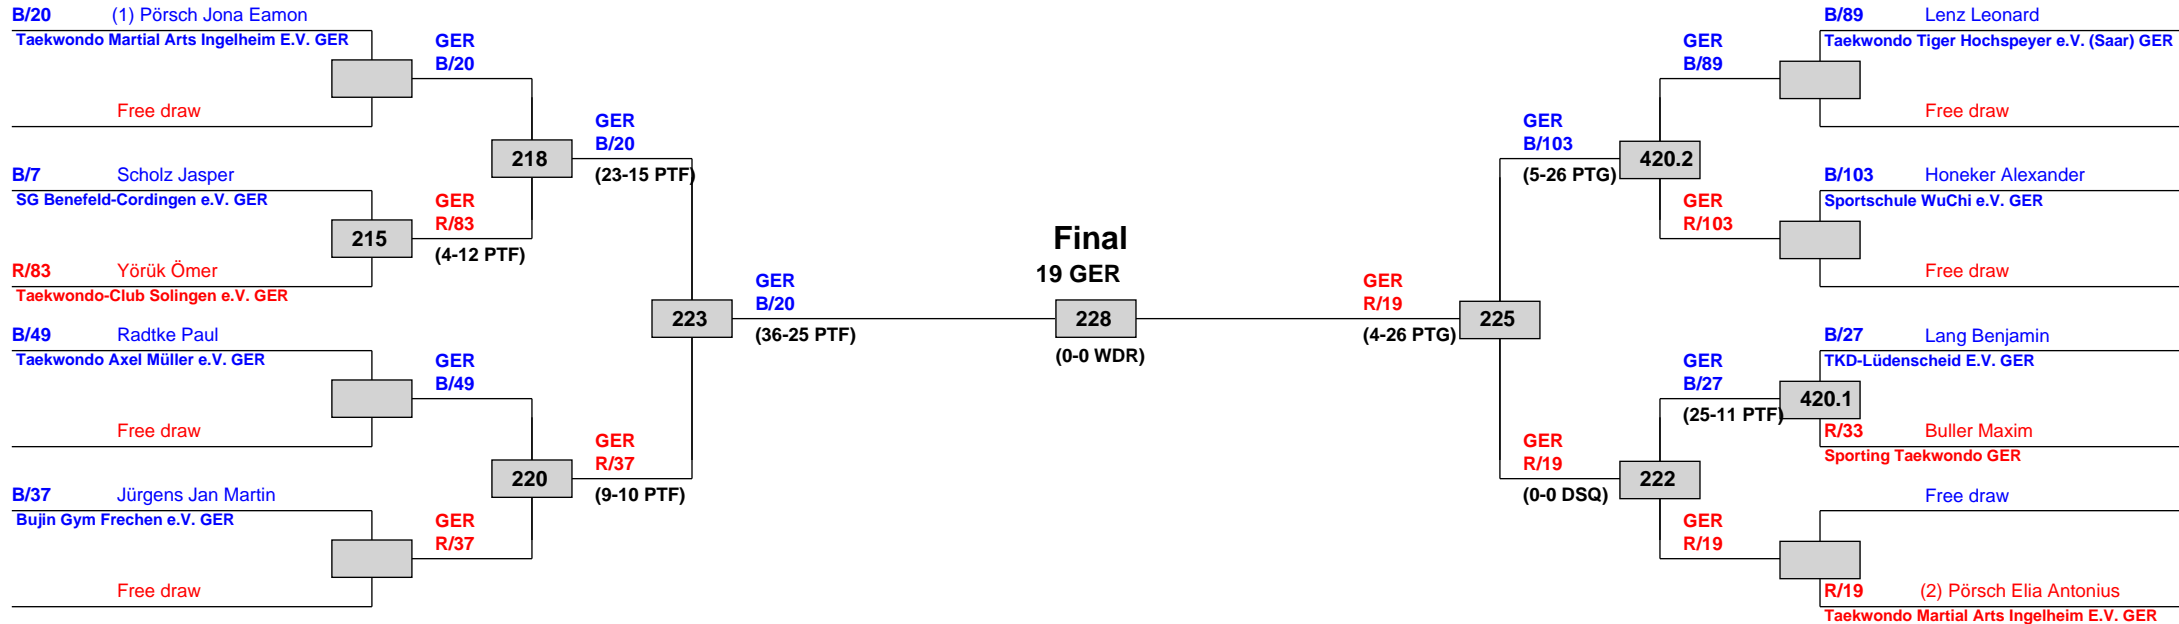 B/20 (1) Pörsch Jona Eamon
Taekwondo Martial Arts Ingelheim E.V. GER
Free draw
B/7 Scholz Jasper
SG Benefeld-Cordingen e.V. GER
R/83 Yörük Ömer
Taekwondo-Club Solingen e.V. GER
B/49 Radtke Paul
Taekwondo Axel Müller e.V. GER
Free draw
B/37 Jürgens Jan Martin
Bujin Gym Frechen e.V. GER
Free draw
GER
B/20
215
GER
R/83
(4-12 PTF)
GER
B/49
GER
R/37
218
GER
B/20
(23-15 PTF)
220
GER
R/37
(9-10 PTF)
223
GER
B/20
(36-25 PTF)
Final
19 GER
228
(0-0 WDR)
GER
R/19
(4-26 PTG)
225
GER
B/103
(5-26 PTG)
420.2
GER
R/19
(0-0 DSQ)
222
GER
B/89
GER
R/103
GER
B/27
(25-11 PTF)
420.1
GER
R/19
B/89 Lenz Leonard
Taekwondo Tiger Hochspeyer e.V. (Saar) GER
Free draw
B/103 Honeker Alexander
Sportschule WuChi e.V. GER
Free draw
B/27 Lang Benjamin
TKD-Lüdenscheid E.V. GER
R/33 Buller Maxim
Sporting Taekwondo GER
Free draw
R/19 (2) Pörsch Elia Antonius
Taekwondo Martial Arts Ingelheim E.V. GER